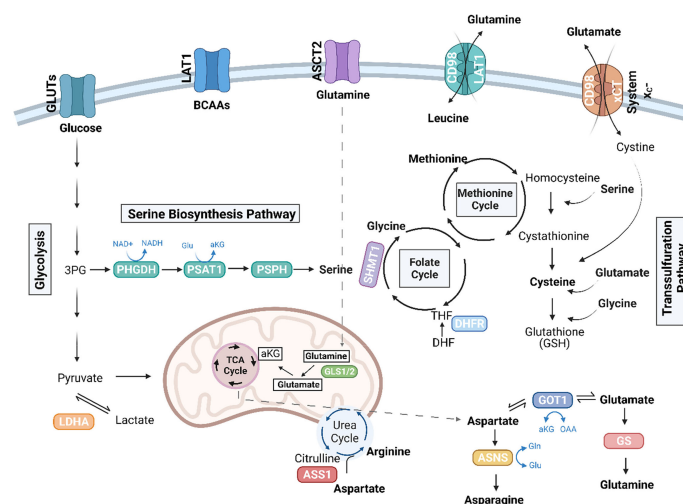 Glutamine
Glutamate
GLUTs
LAT1
ASCT2
CD98
LAT1
CD98
xCT
System
xc-
Glucose
BCAAs
Glutamine
Leucine
Cystine
Methionine
Methionine
Cycle
Homocysteine
Serine
Cystathionine
Cysteine
Glutamate
Glycine
Glutathione
(GSH)
Transsulfuration
Pathway
Glycine
SHMT1
Folate
Cycle
THF
DHFR
DHF
Glycolysis
Serine Biosynthesis Pathway
NAD+
NADH
Glu
aKG
3PG
PHGDH
PSAT1
PSPH
Serine
Pyruvate
LDHA
Lactate
TCA
Cycle
aKG
Glutamine
GLS1/2
Glutamate
Urea
Cycle
Citrulline
Arginine
ASS1
Aspartate
Aspartate
GOT1
Glutamate
aKG
OAA
ASNS
Gln
Glu
GS
Asparagine
Glutamine